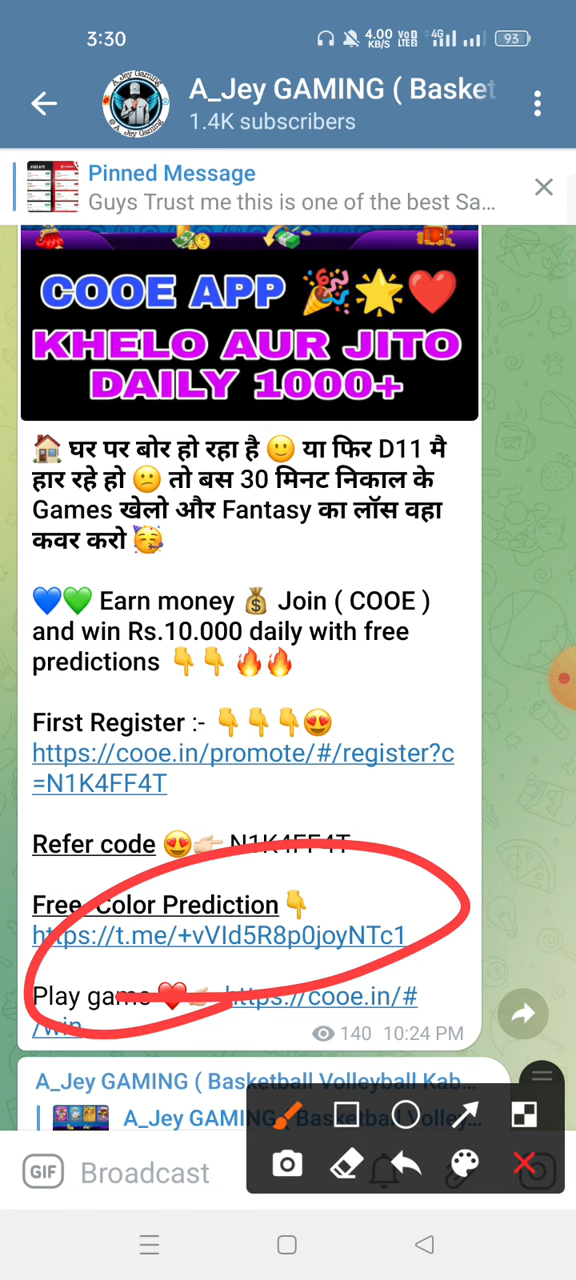 3:30
4.00 KB/S
VoD LTE2
4G
93
A_Jey GAMING ( Basket
1.4K subscribers
Pinned Message
Guys Trust me this is one of the best Sa...
COOE APP 🎉🌟❤️
KHELO AUR JITO
DAILY 1000+
🏠 घर पर बोर हो रहा है 🙂 या फिर D11 मै
हार रहे हो 😕 तो बस 30 मिनट निकाल के
Games खेलो और Fantasy का लॉस वहा
कवर करो 🥳
💙💚 Earn money 💰 Join ( COOE )
and win Rs.10.000 daily with free
predictions 👇👇🔥🔥
First Register :- 👇👇👇😍
https://cooe.in/promote/#/register?c
=N1K4FF4T
Refer code 😍👉🏻 N1K4FF4T
Free Color Prediction 👇
https://t.me/+vVId5R8p0joyNTc1
Play game ❤️👉🏻 https://cooe.in/#
/win
140 10:24 PM
A_Jey GAMING ( Basketball Volleyball Kab...
A_Jey GAMING ( Basketball Volley...
GIF Broadcast